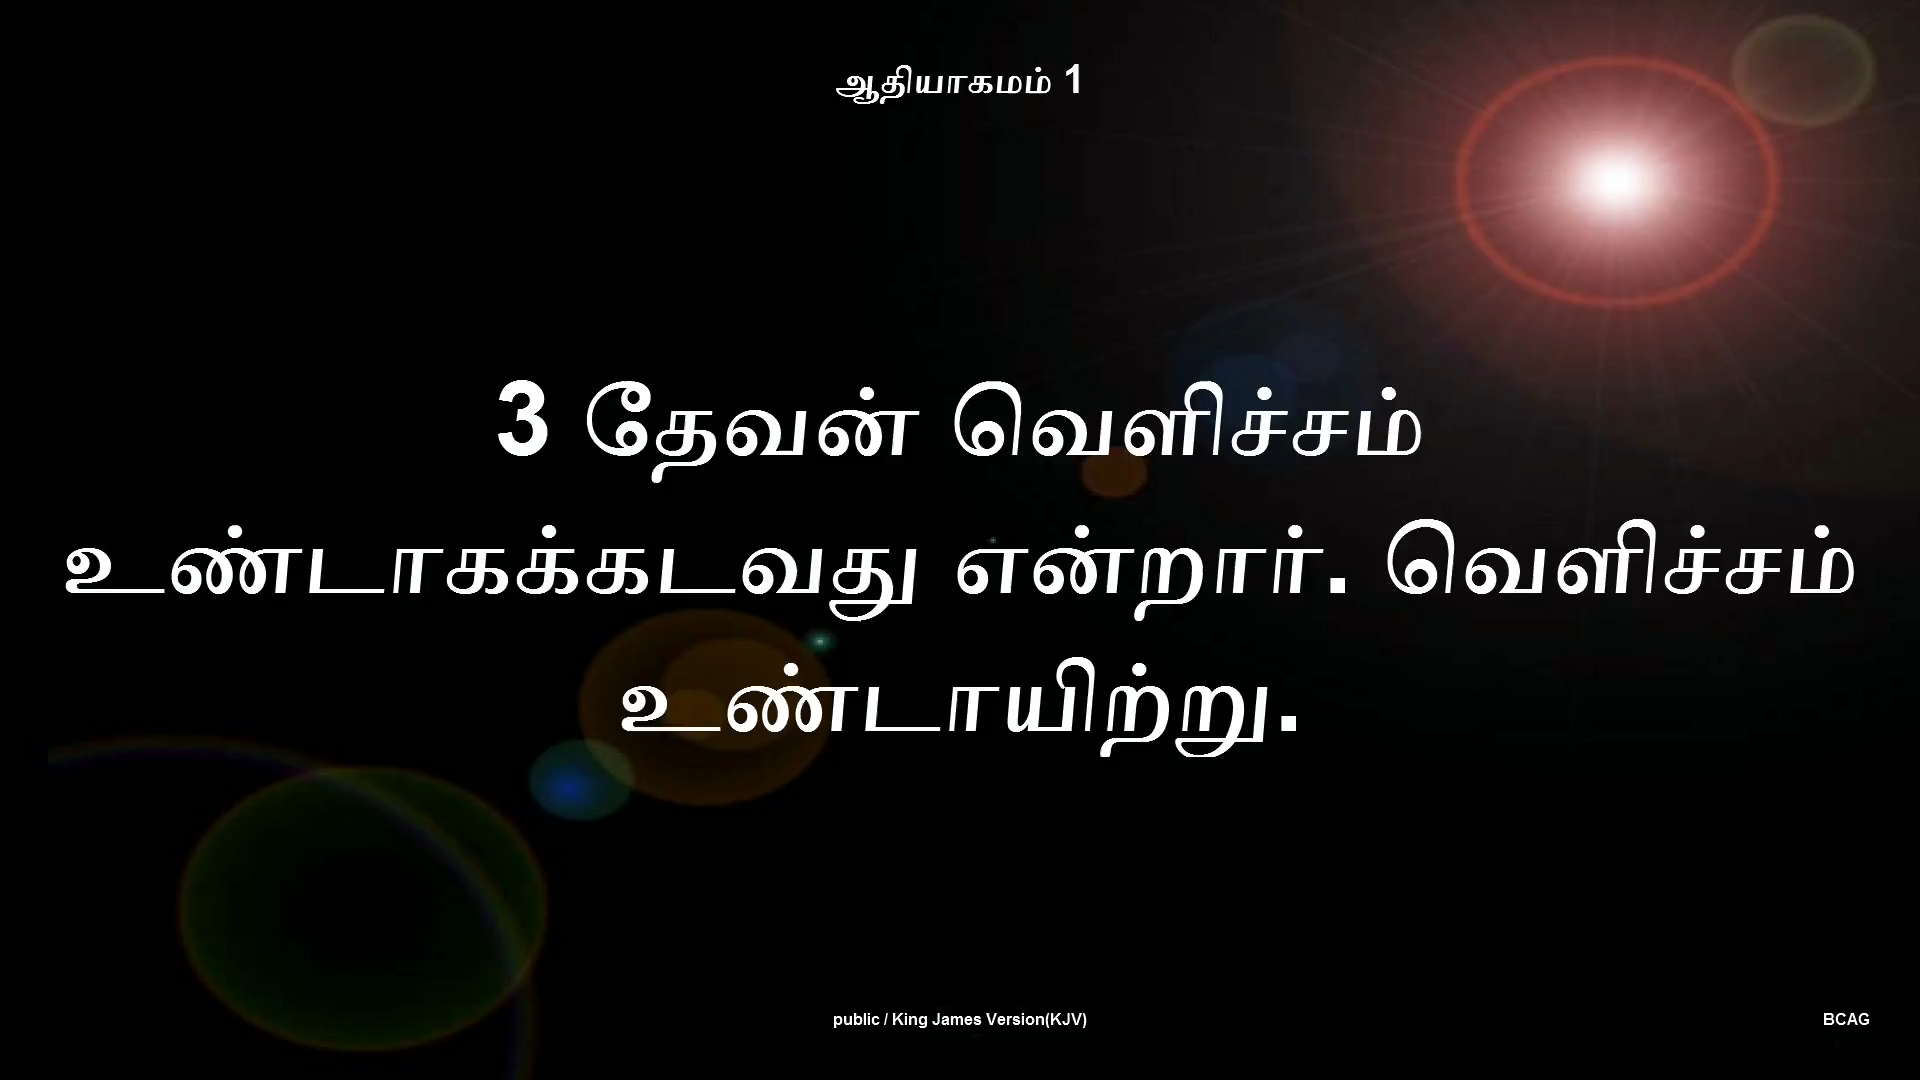 ஆதியாகமம் 1
3 தேவன் வெளிச்சம்
உண்டாகக்கடவது என்றார். வெளிச்சம்
உண்டாயிற்று.
public / King James Version(KJV)
BCAG